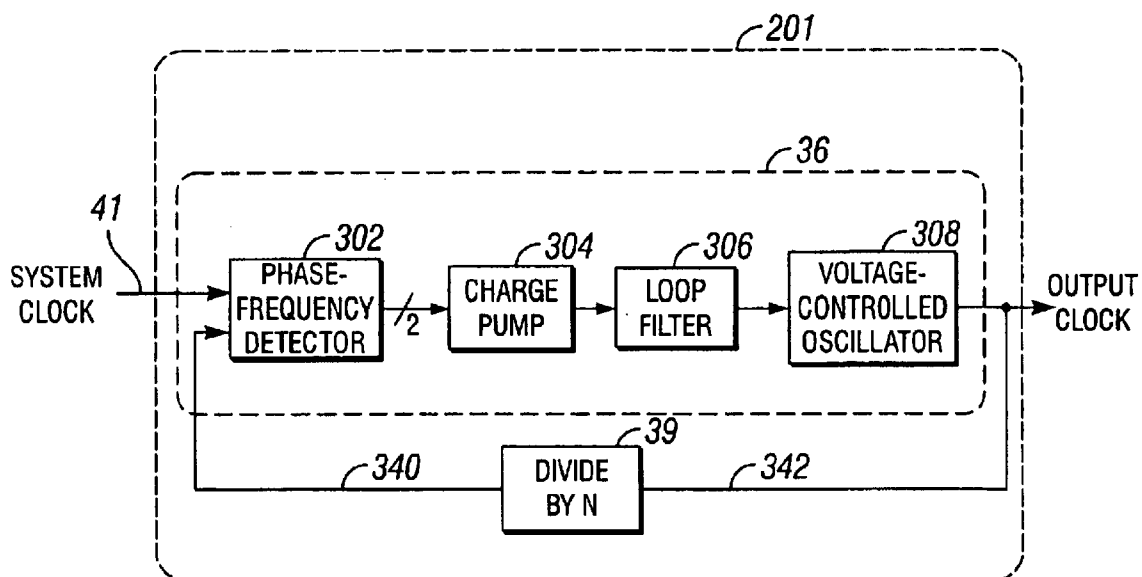 201
36
41
302
304
306
308
SYSTEM
CLOCK
PHASE-
FREQUENCY
DETECTOR
2
CHARGE
PUMP
LOOP
FILTER
VOLTAGE-
CONTROLLED
OSCILLATOR
OUTPUT
CLOCK
39
340
342
DIVIDE
BY N